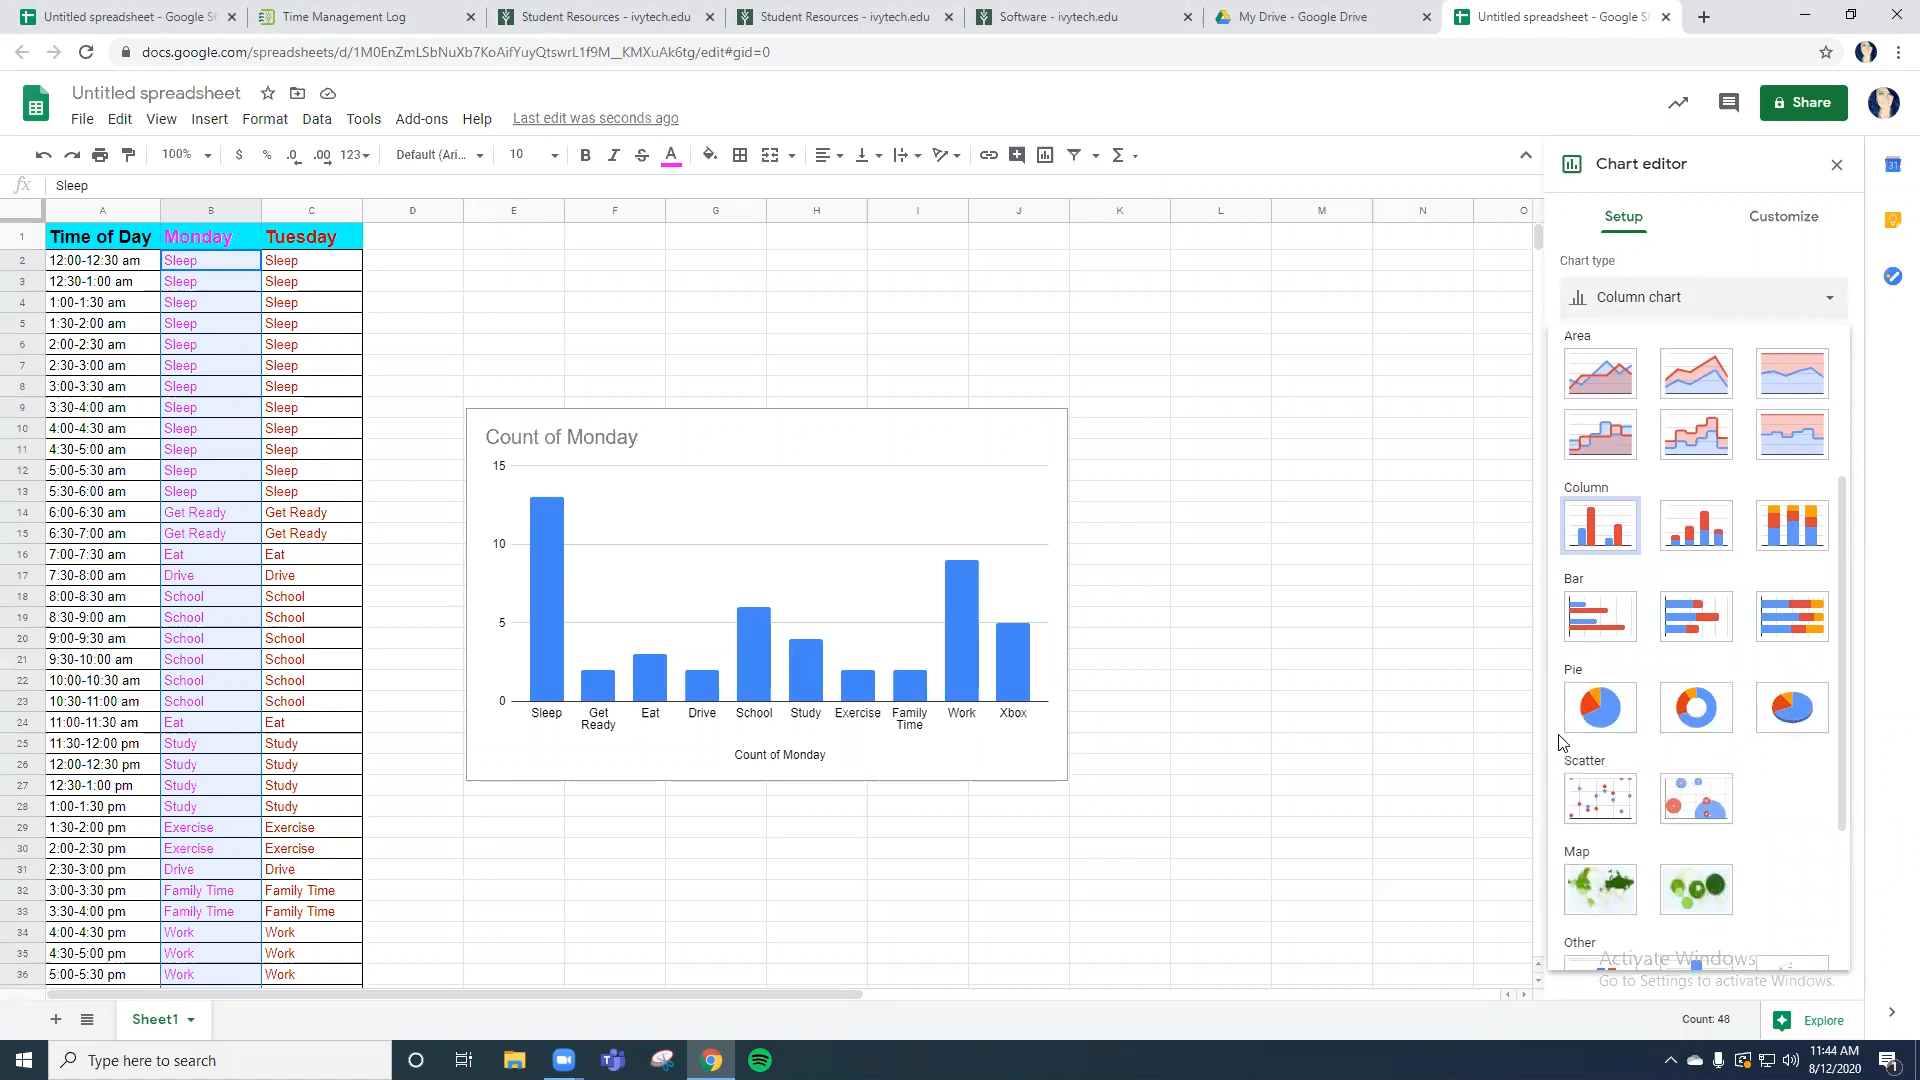 Untitled spreadsheet - Google Sh
Time Management Log
Student Resources - ivytech.edu
Student Resources - ivytech.edu
Software - ivytech.edu
My Drive - Google Drive
Untitled spreadsheet - Google Sh
docs.google.com/spreadsheets/d/1M0EnZmLSbNuXb7KoAifYuyQtswrL1f9M__KMXuAk6tg/edit#gid=0
Untitled spreadsheet
Share
File Edit View Insert Format Data Tools Add-ons Help Last edit was seconds ago
100% $ % .0 .00 123 Default (Ari... 10 B I S A Σ
fx Sleep
Chart editor
Setup Customize
Chart type
Column chart
Area
Column
Bar
Pie
Scatter
Map
Other
A B C D E F G H I J K L M N O
1 Time of Day Monday Tuesday
2 12:00-12:30 am Sleep Sleep
3 12:30-1:00 am Sleep Sleep
4 1:00-1:30 am Sleep Sleep
5 1:30-2:00 am Sleep Sleep
6 2:00-2:30 am Sleep Sleep
7 2:30-3:00 am Sleep Sleep
8 3:00-3:30 am Sleep Sleep
9 3:30-4:00 am Sleep Sleep
10 4:00-4:30 am Sleep Sleep
11 4:30-5:00 am Sleep Sleep
12 5:00-5:30 am Sleep Sleep
13 5:30-6:00 am Sleep Sleep
14 6:00-6:30 am Get Ready Get Ready
15 6:30-7:00 am Get Ready Get Ready
16 7:00-7:30 am Eat Eat
17 7:30-8:00 am Drive Drive
18 8:00-8:30 am School School
19 8:30-9:00 am School School
20 9:00-9:30 am School School
21 9:30-10:00 am School School
22 10:00-10:30 am School School
23 10:30-11:00 am School School
24 11:00-11:30 am Eat Eat
25 11:30-12:00 pm Study Study
26 12:00-12:30 pm Study Study
27 12:30-1:00 pm Study Study
28 1:00-1:30 pm Study Study
29 1:30-2:00 pm Exercise Exercise
30 2:00-2:30 pm Exercise Exercise
31 2:30-3:00 pm Drive Drive
32 3:00-3:30 pm Family Time Family Time
33 3:30-4:00 pm Family Time Family Time
34 4:00-4:30 pm Work Work
35 4:30-5:00 pm Work Work
36 5:00-5:30 pm Work Work
Count of Monday
15
10
5
0
Sleep Get Ready Eat Drive School Study Exercise Family Time Work Xbox
Count of Monday
Activate Windows
Go to Settings to activate Windows.
Sheet1
Count: 48
Explore
Type here to search
11:44 AM
8/12/2020
1
31